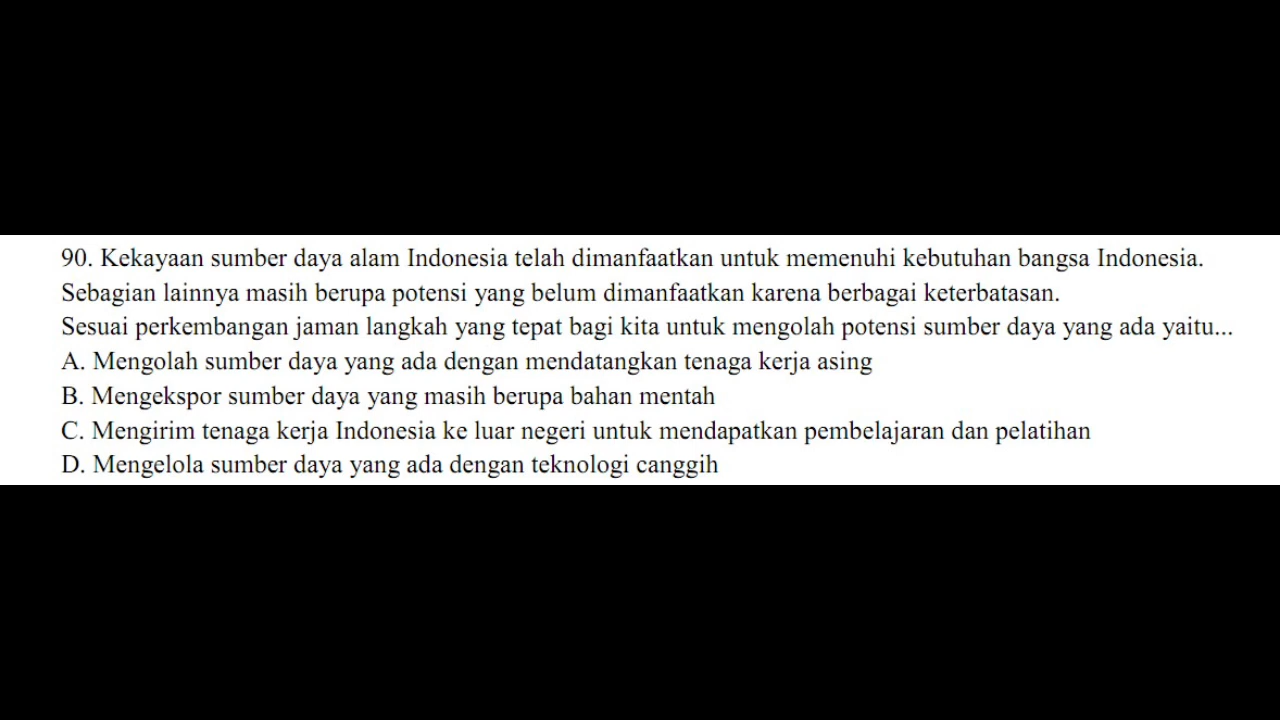 90. Kekayaan sumber daya alam Indonesia telah dimanfaatkan untuk memenuhi kebutuhan bangsa Indonesia.
Sebagian lainnya masih berupa potensi yang belum dimanfaatkan karena berbagai keterbatasan.
Sesuai perkembangan jaman langkah yang tepat bagi kita untuk mengolah potensi sumber daya yang ada yaitu...
A. Mengolah sumber daya yang ada dengan mendatangkan tenaga kerja asing
B. Mengekspor sumber daya yang masih berupa bahan mentah
C. Mengirim tenaga kerja Indonesia ke luar negeri untuk mendapatkan pembelajaran dan pelatihan
D. Mengelola sumber daya yang ada dengan teknologi canggih